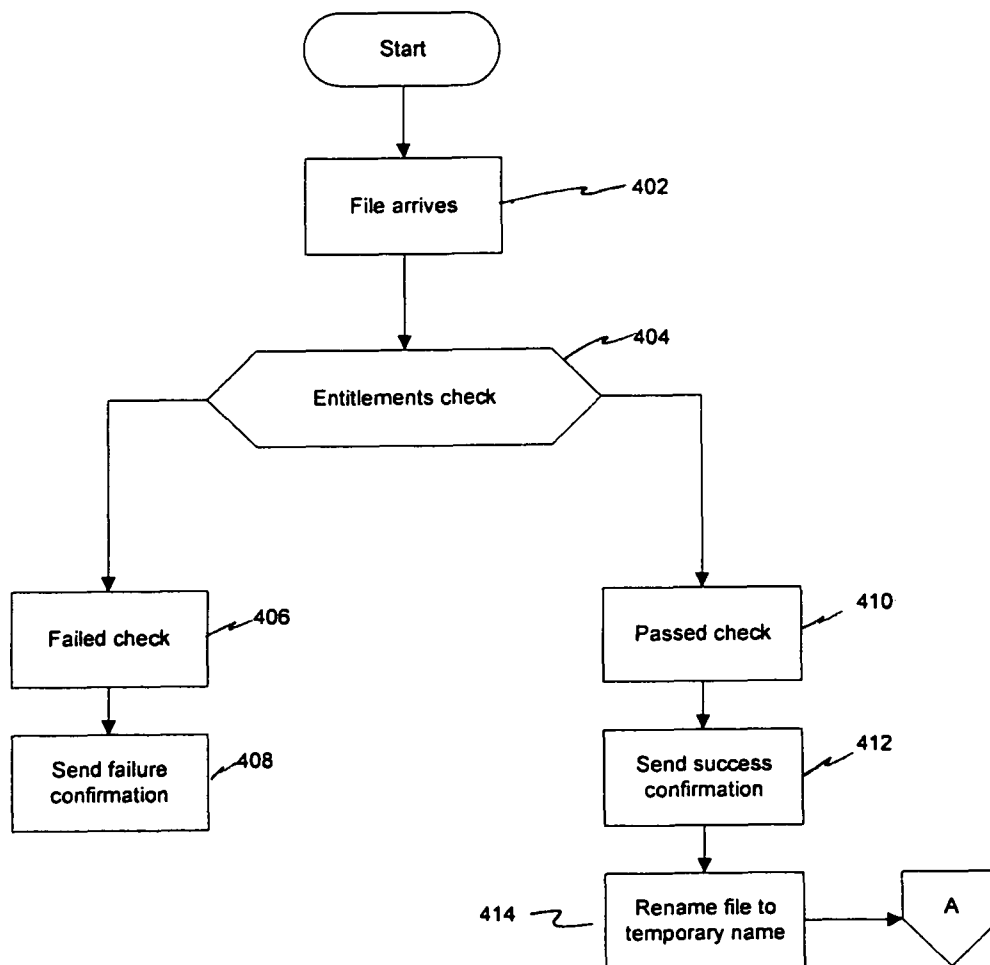 Start
File arrives
402
Entitlements check
404
Failed check
406
Passed check
410
Send failure
confirmation
408
Send success
confirmation
412
Rename file to
temporary name
414
A